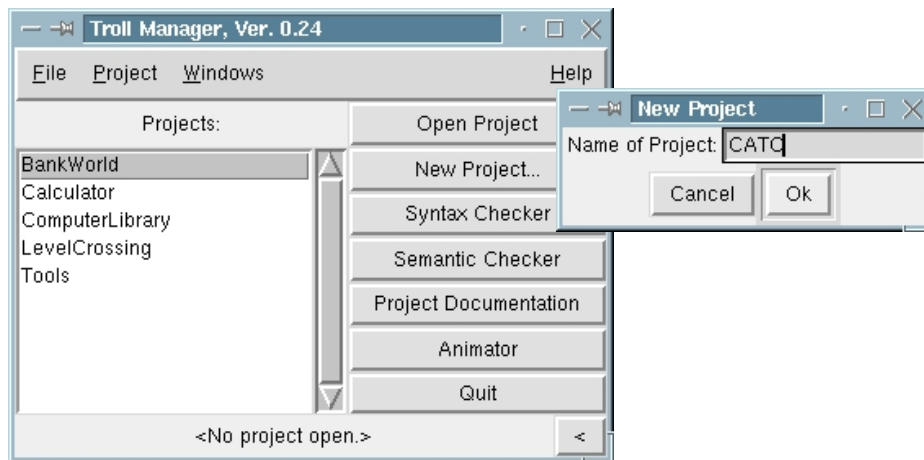 Troll Manager, Ver. 0.24
File Project Windows Help
Projects:
BankWorld
Calculator
ComputerLibrary
LevelCrossing
Tools
Open Project
New Project...
Syntax Checker
Semantic Checker
Project Documentation
Animator
Quit
<No project open.>
<
New Project
Name of Project: CATC
Cancel Ok